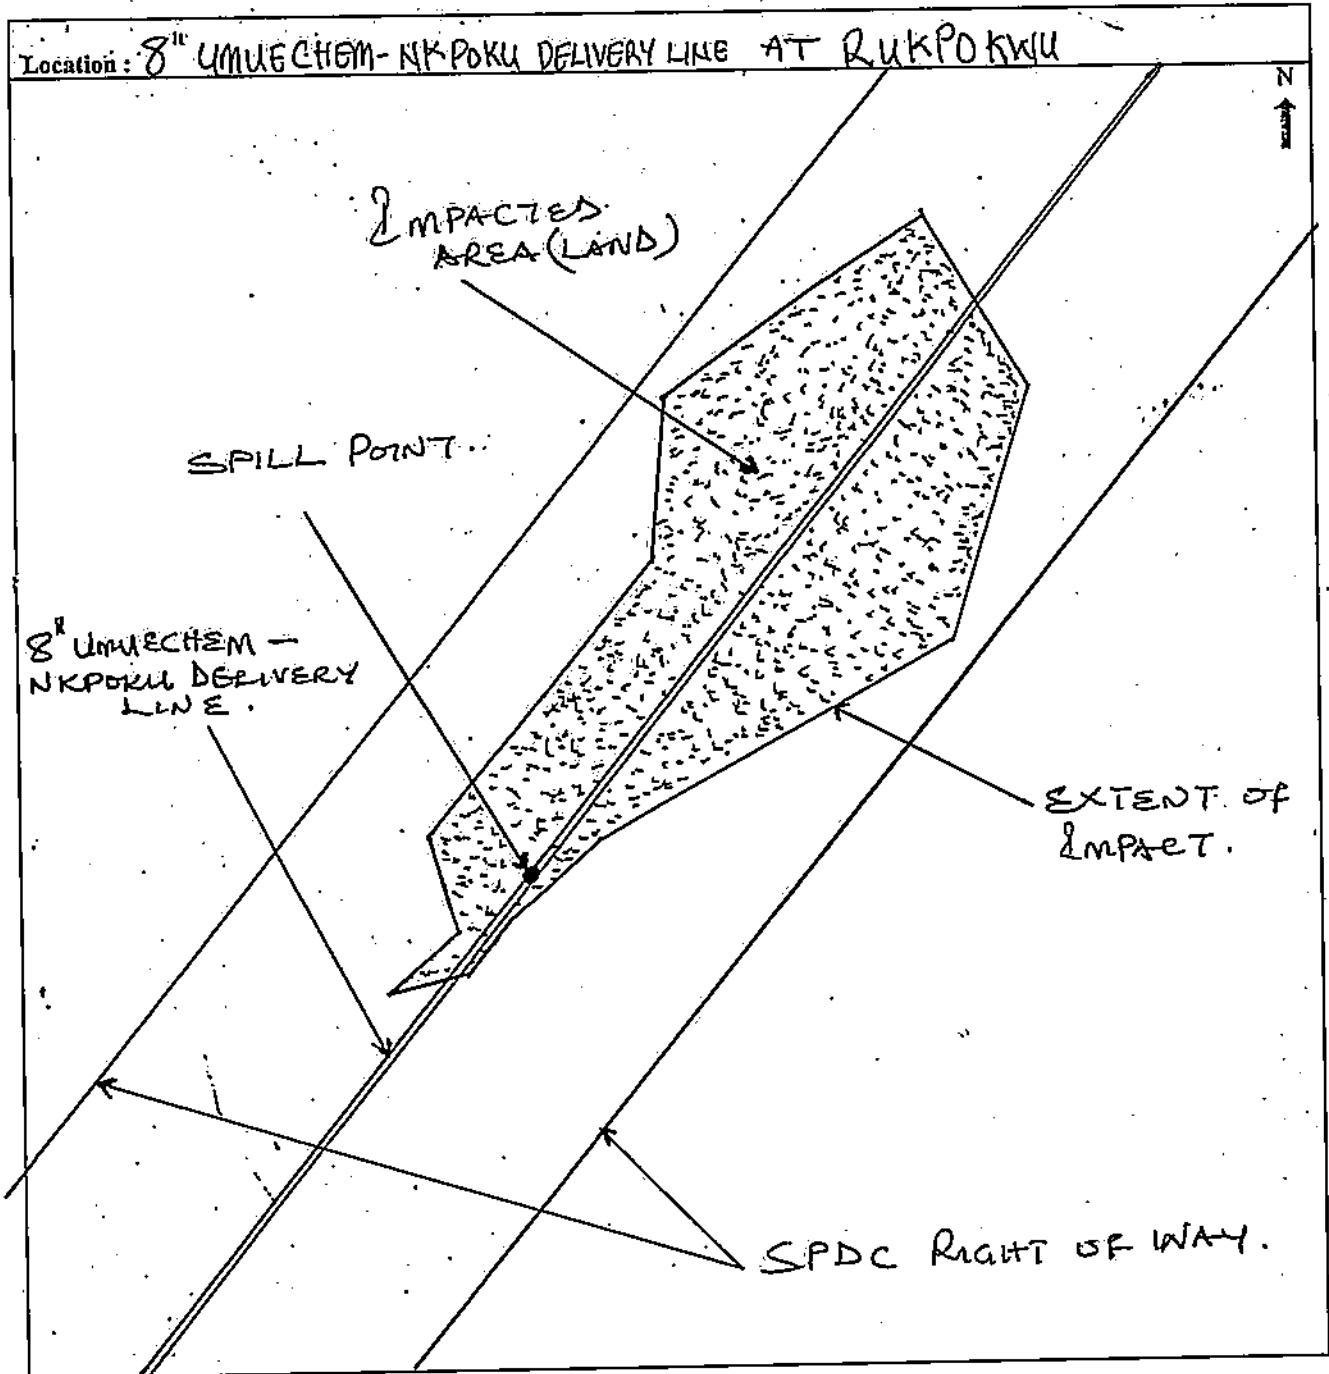 Location: 8" UMUECHEM-NKPOKU DELIVERY LINE AT RUKPOKWU
N
IMPACTED
AREA (LAND)
SPILL POINT.
8" UMUECHEM –
NKPOKU DELIVERY
LINE.
EXTENT OF
IMPACT.
SPDC RIGHT OF WAY.